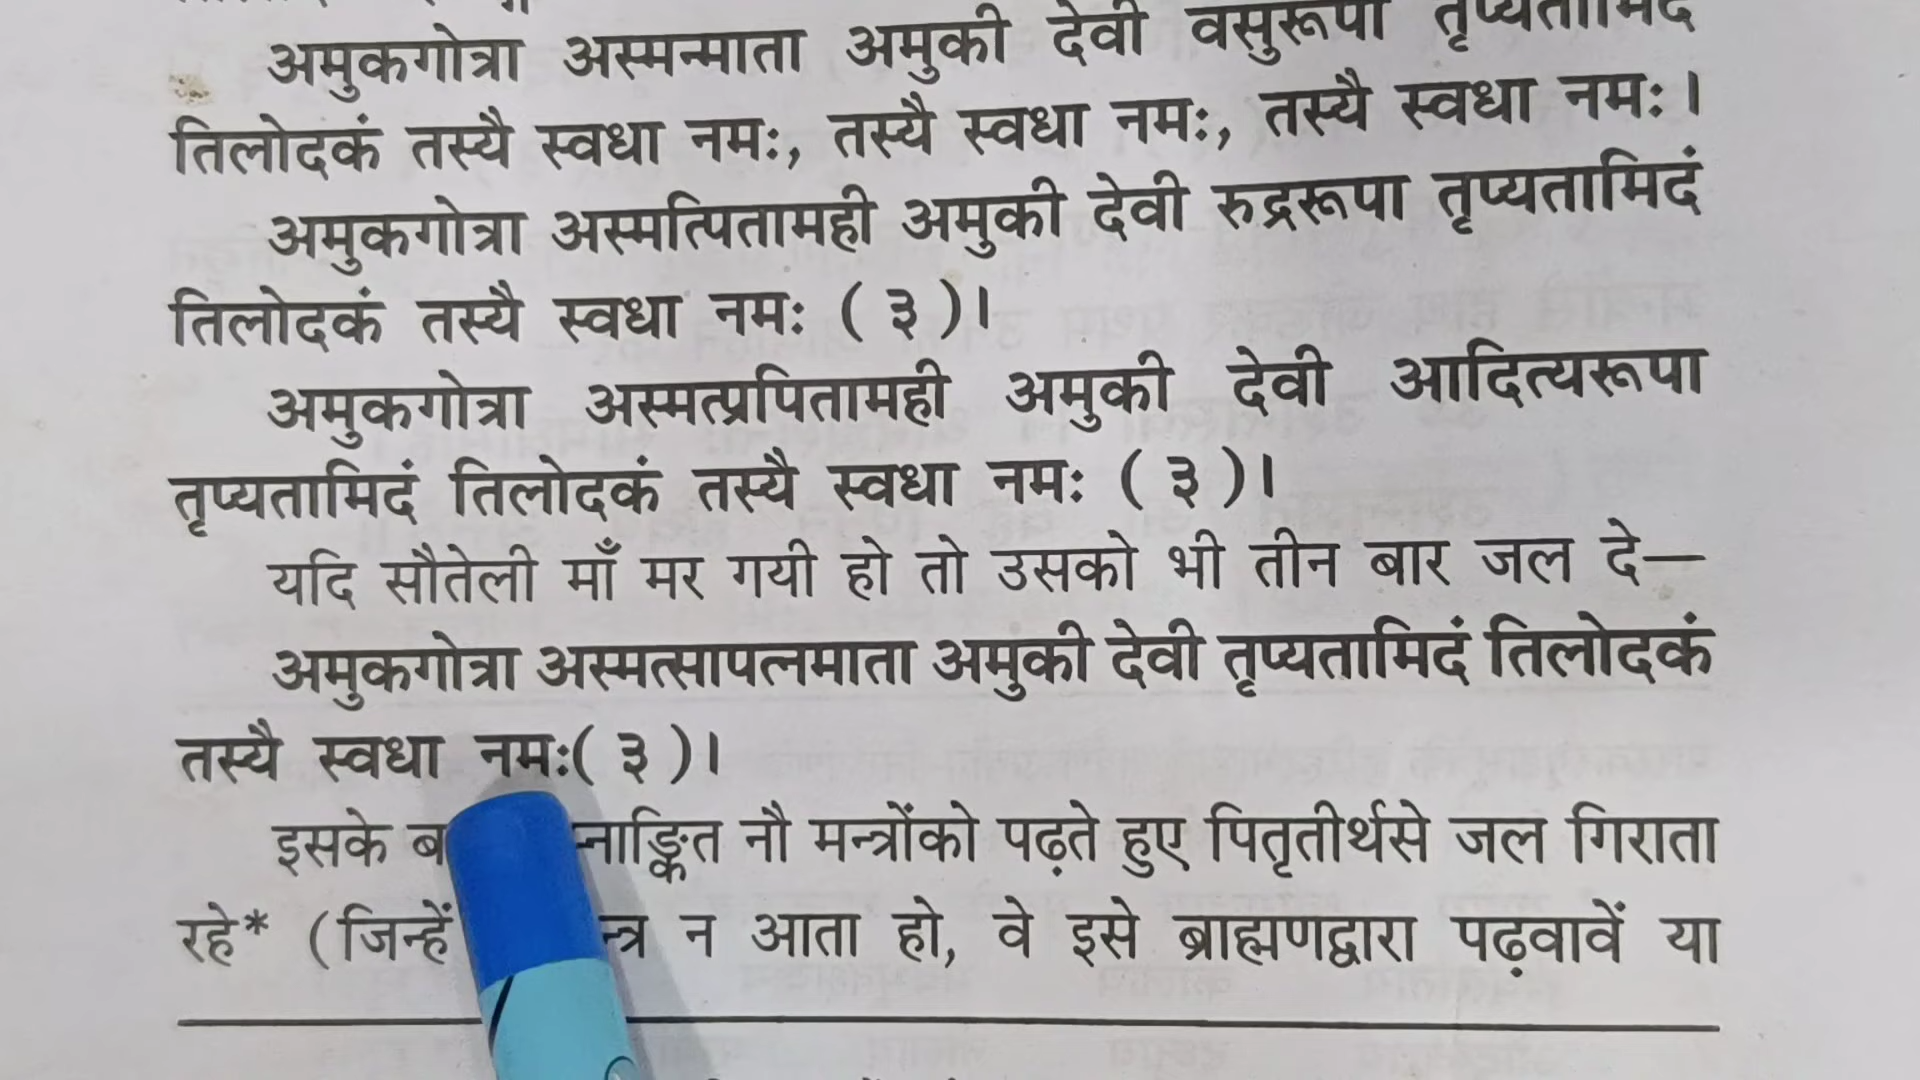 अमुकगोत्रा अस्मन्माता अमुकी देवी वसुरूपा तृप्यतामिदं
तिलोदकं तस्यै स्वधा नमः, तस्यै स्वधा नमः, तस्यै स्वधा नमः।
अमुकगोत्रा अस्मत्पितामही अमुकी देवी रुद्ररूपा तृप्यतामिदं
तिलोदकं तस्यै स्वधा नमः (३)।
अमुकगोत्रा अस्मत्प्रपितामही अमुकी देवी आदित्यरूपा
तृप्यतामिदं तिलोदकं तस्यै स्वधा नमः (३)।
यदि सौतेली माँ मर गयी हो तो उसको भी तीन बार जल दे—
अमुकगोत्रा अस्मत्सापत्नमाता अमुकी देवी तृप्यतामिदं तिलोदकं
तस्यै स्वधा नमः(३)।
इसके नौ मन्त्रोंको पढ़ते हुए पितृतीर्थसे जल गिराता
रहे* (जिन्हें न आता हो, वे इसे ब्राह्मणद्वारा पढ़वावें या